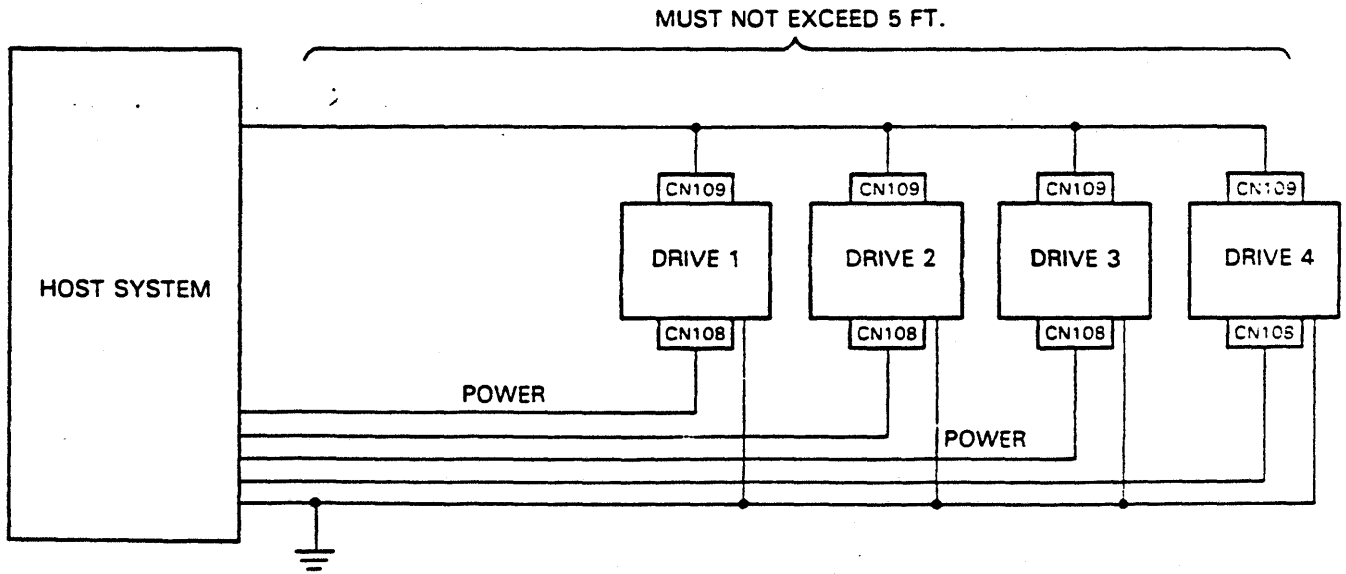 MUST NOT EXCEED 5 FT.
CN109 CN109 CN109 CN109
HOST SYSTEM
DRIVE 1 DRIVE 2 DRIVE 3 DRIVE 4
CN108 CN108 CN108 CN108
POWER
POWER